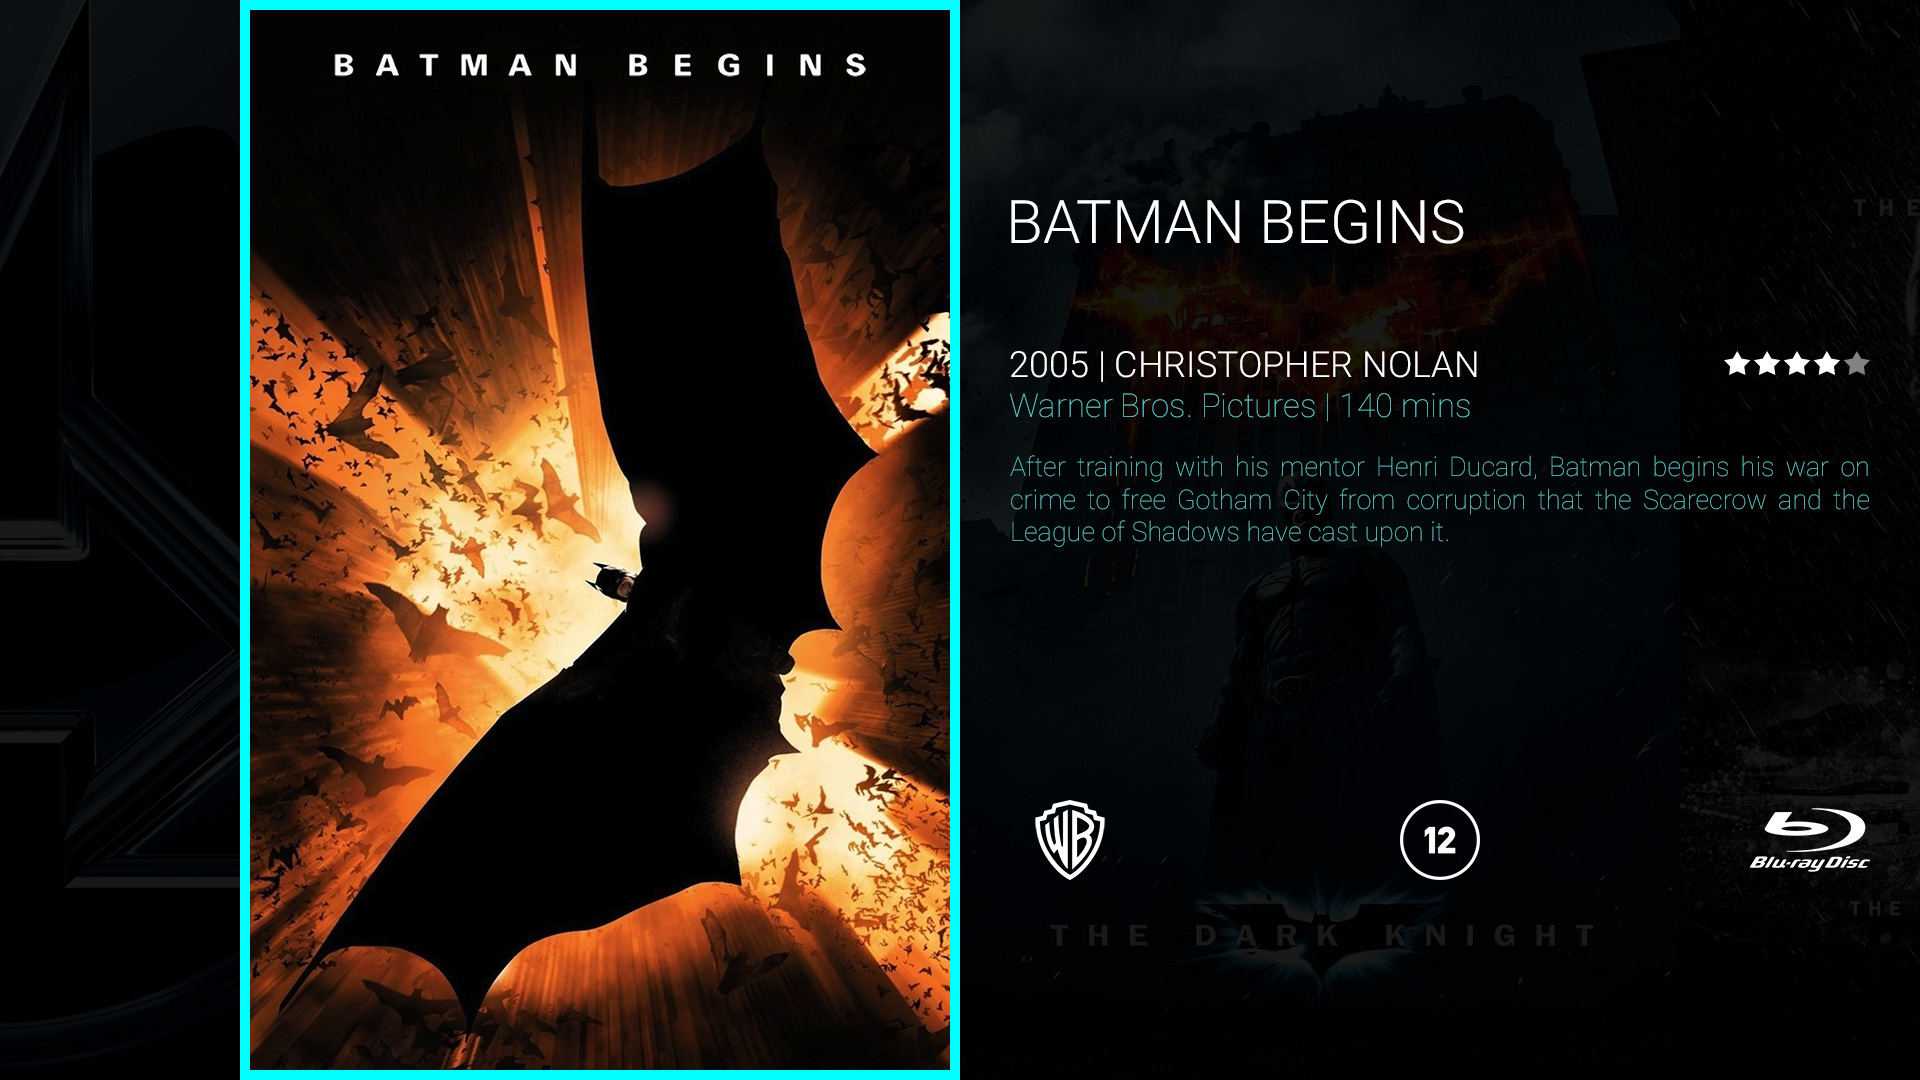 BATMAN BEGINS
BATMAN BEGINS
2005 | CHRISTOPHER NOLAN
Warner Bros. Pictures | 140 mins
After training with his mentor Henri Ducard, Batman begins his war on
crime to free Gotham City from corruption that the Scarecrow and the
League of Shadows have cast upon it.
WB
12
Blu-ray Disc
THE DARK KNIGHT
THE
THE